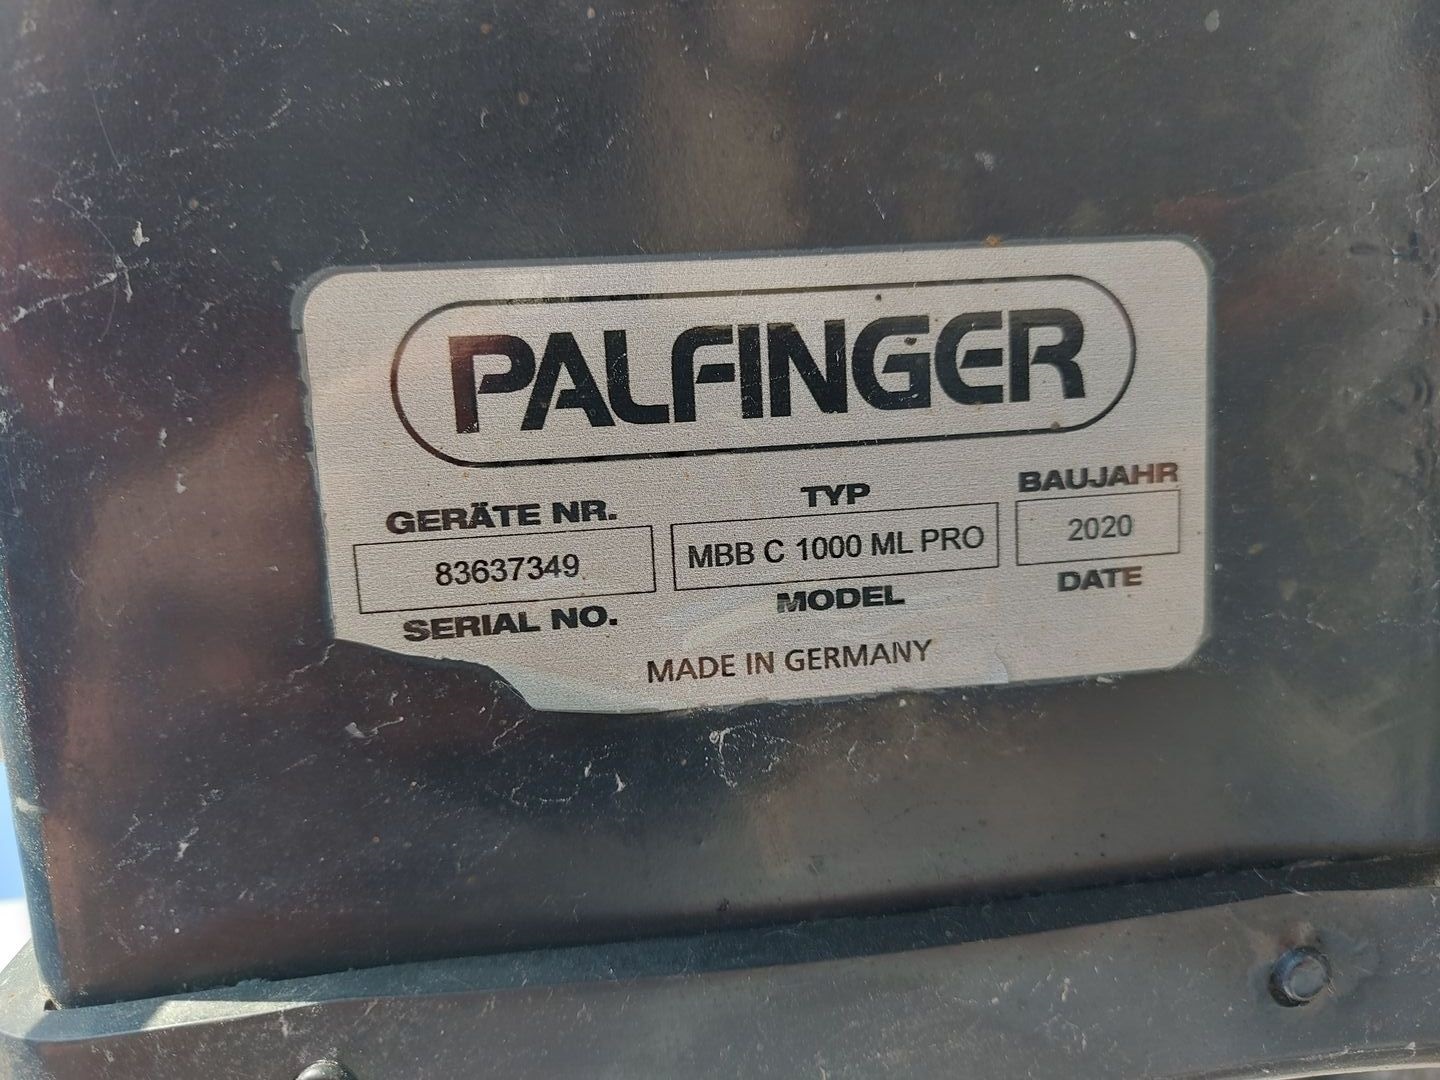 PALFINGER
GERÄTE NR. TYP BAUJAHR
83637349 MBB C 1000 ML PRO 2020
SERIAL NO. MODEL DATE
MADE IN GERMANY